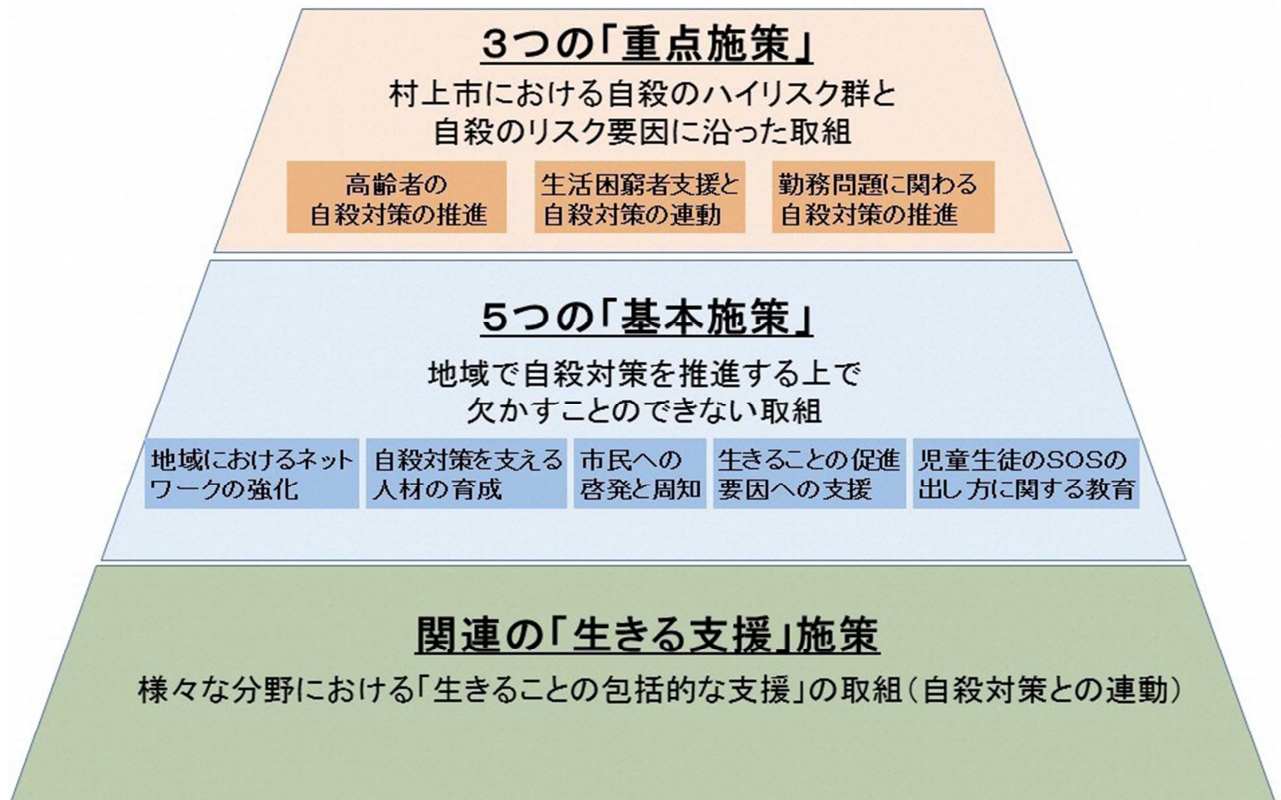 3つの「重点施策」
村上市における自殺のハイリスク群と
自殺のリスク要因に沿った取組
高齢者の
自殺対策の推進
生活困窮者支援と
自殺対策の連動
勤務問題に関わる
自殺対策の推進
5つの「基本施策」
地域で自殺対策を推進する上で
欠かすことのできない取組
地域におけるネット
ワークの強化
自殺対策を支える
人材の育成
市民への
啓発と周知
生きることの促進
要因への支援
児童生徒のSOSの
出し方に関する教育
関連の「生きる支援」施策
様々な分野における「生きることの包括的な支援」の取組（自殺対策との連動）